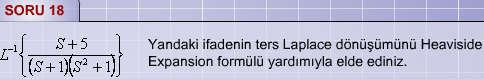 SORU 18
L⁻¹{ (S+5) / ((S+1)(S²+1)) }
Yandaki ifadenin ters Laplace dönüşümünü Heaviside
Expansion formülü yardımıyla elde ediniz.